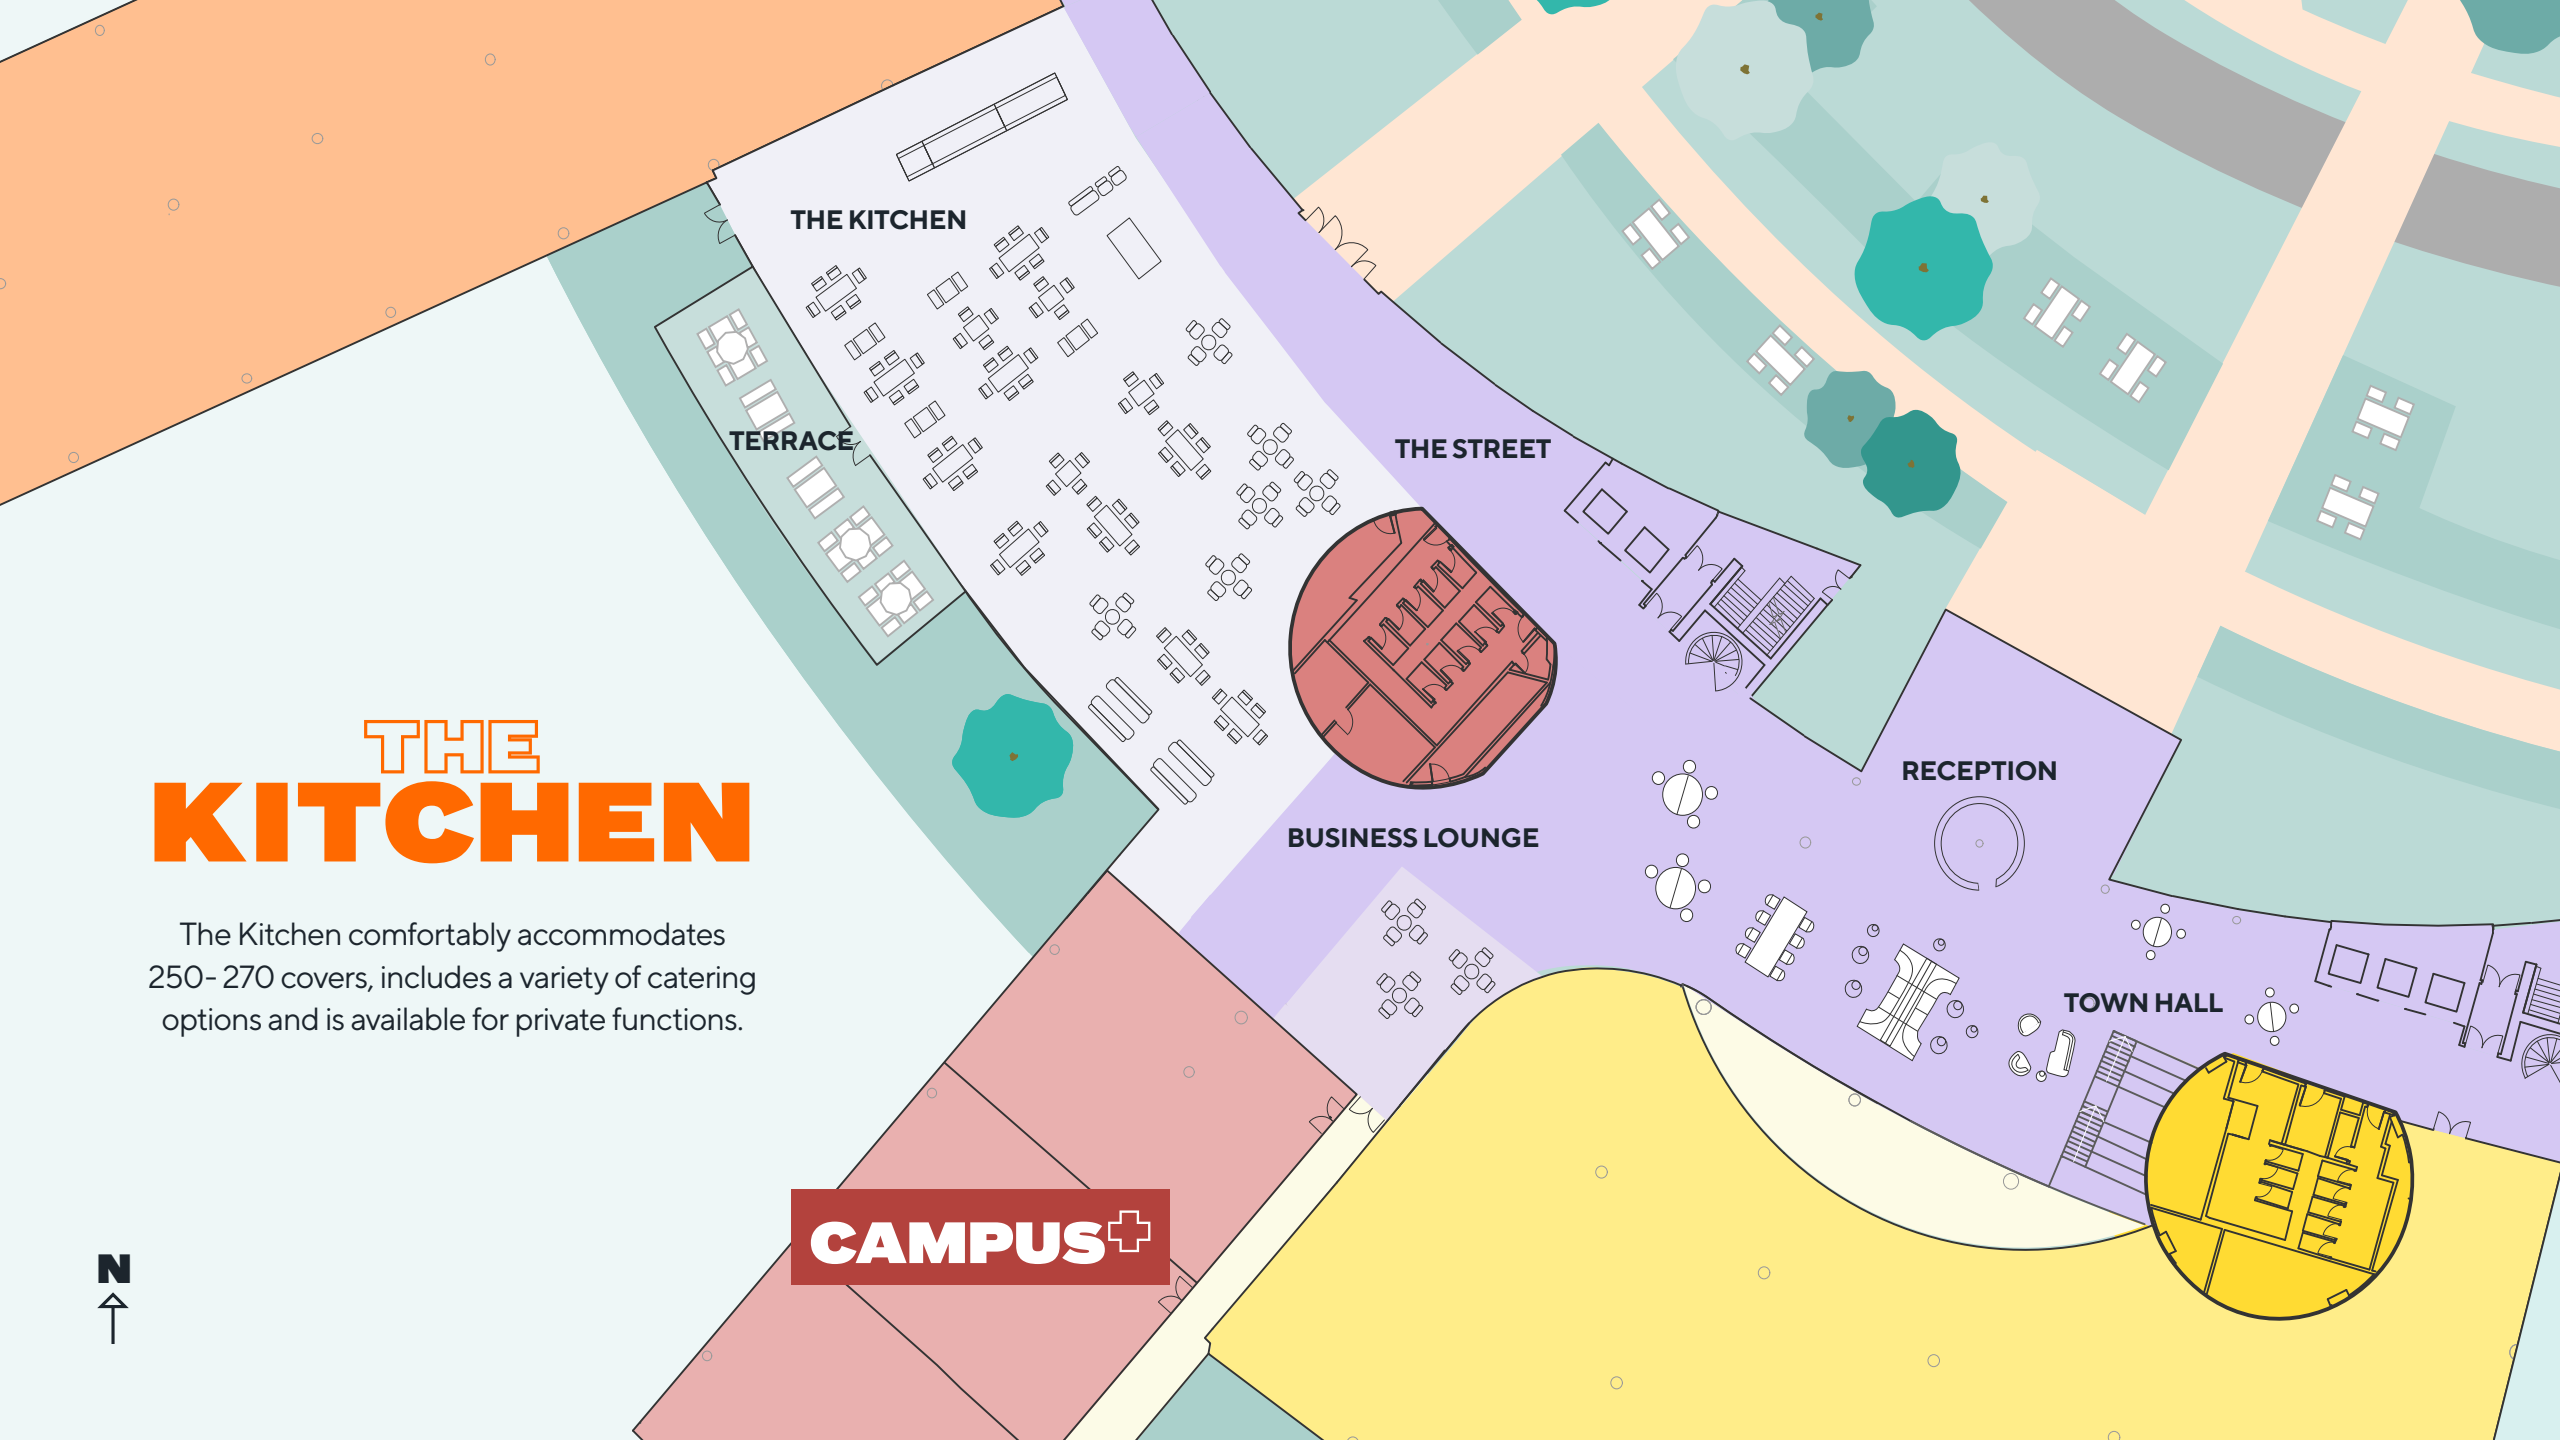 THE KITCHEN
TERRACE
THE STREET
THE
KITCHEN
RECEPTION
BUSINESS LOUNGE
The Kitchen comfortably accommodates
250- 270 covers, includes a variety of catering
options and is available for private functions.
TOWN HALL
CAMPUS
N